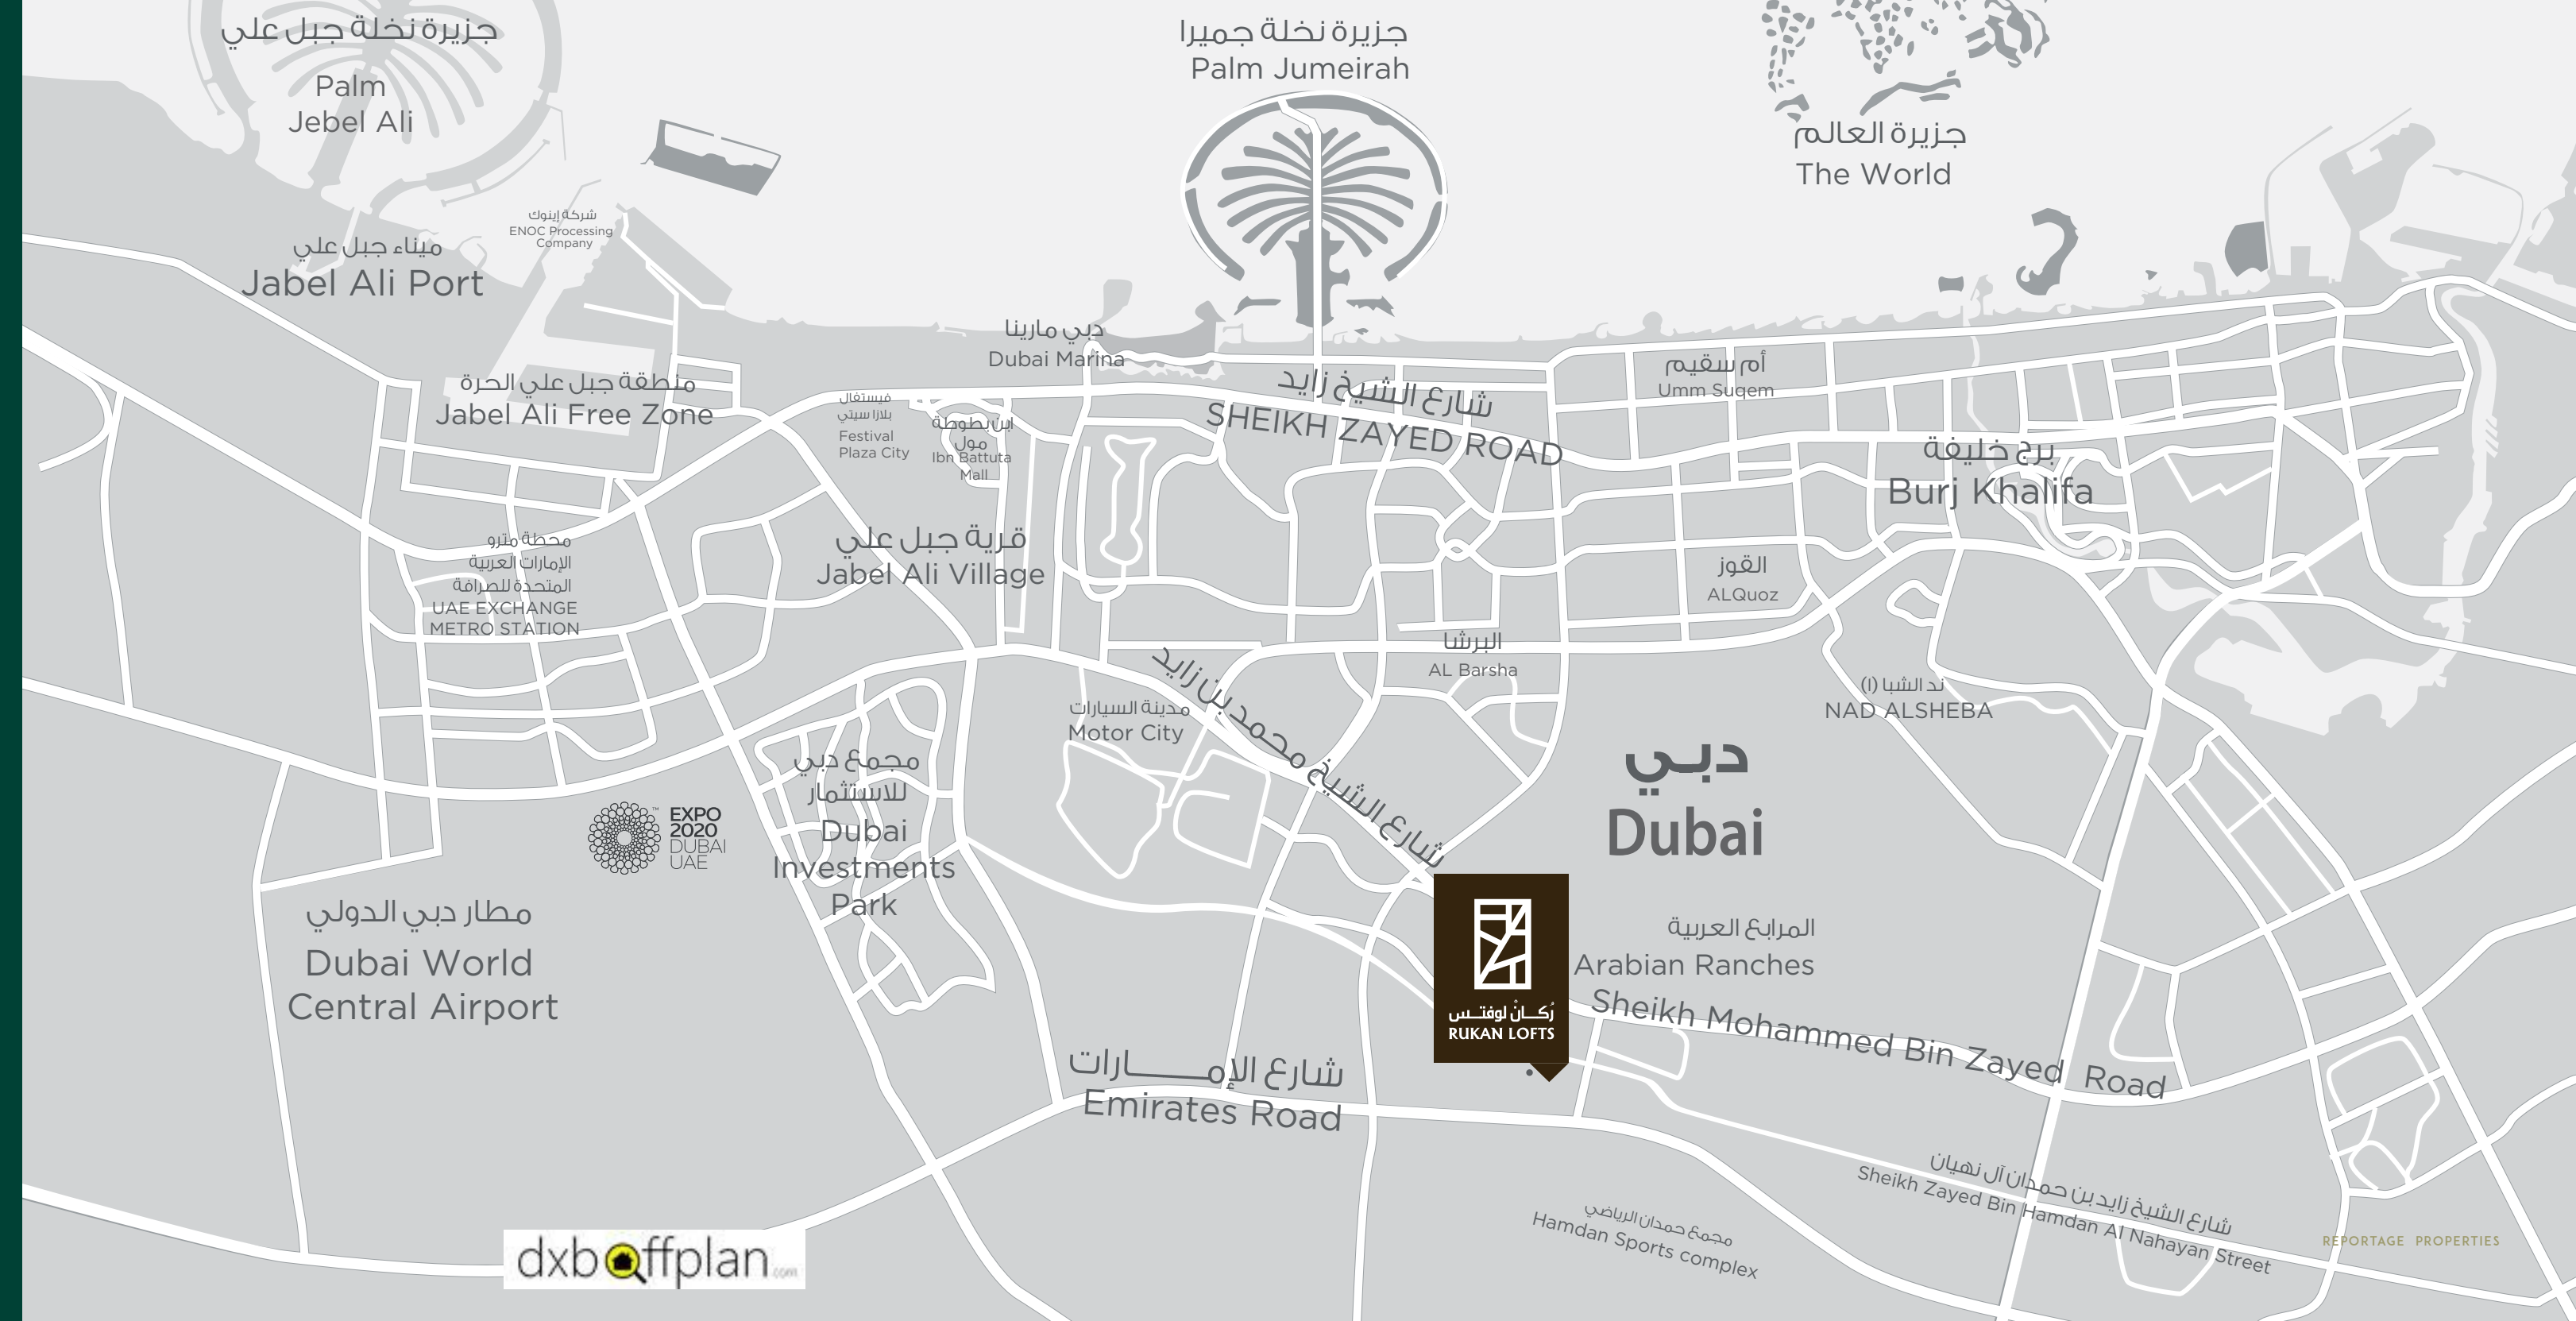 جزيرة نخلة جبل علي
Palm
Jebel Ali
جزيرة نخلة جميرا
Palm Jumeirah
جزيرة العالم
The World
شركة إينوك
ENOC Processing
Company
ميناء جبل علي
Jabel Ali Port
دبي مارينا
Dubai Marina
منطقة جبل علي الحرة
Jabel Ali Free Zone
فيستفال
بلازا سيتي
Festival
Plaza City
ابن بطوطة
مول
Ibn Battuta
Mall
شارع الشيخ زايد
SHEIKH ZAYED ROAD
أم سقيم
Umm Suqem
برج خليفة
Burj Khalifa
محطة مترو
الإمارات العربية
المتحدة للصرافة
UAE EXCHANGE
METRO STATION
قرية جبل علي
Jabel Ali Village
القوز
ALQuoz
البرشا
AL Barsha
ند الشبا (١)
NAD ALSHEBA
مدينة السيارات
Motor City
شارع الشيخ محمد بن زايد
دبـي
Dubai
مجمع دبي
للاستثمار
Dubai
Investments
Park
EXPO
2020
DUBAI
UAE
™
مطار دبي الدولي
Dubai World
Central Airport
المرابع العربية
Arabian Ranches
رُكـانْ لوفتـس
RUKAN LOFTS
Sheikh Mohammed Bin Zayed Road
شارع الإمــارات
Emirates Road
شارع الشيخ زايد بن حمدان آل نهيان
Sheikh Zayed Bin Hamdan Al Nahayan Street
مجمع حمدان الرياضي
Hamdan Sports complex
dxboffplan.com
REPORTAGE PROPERTIES